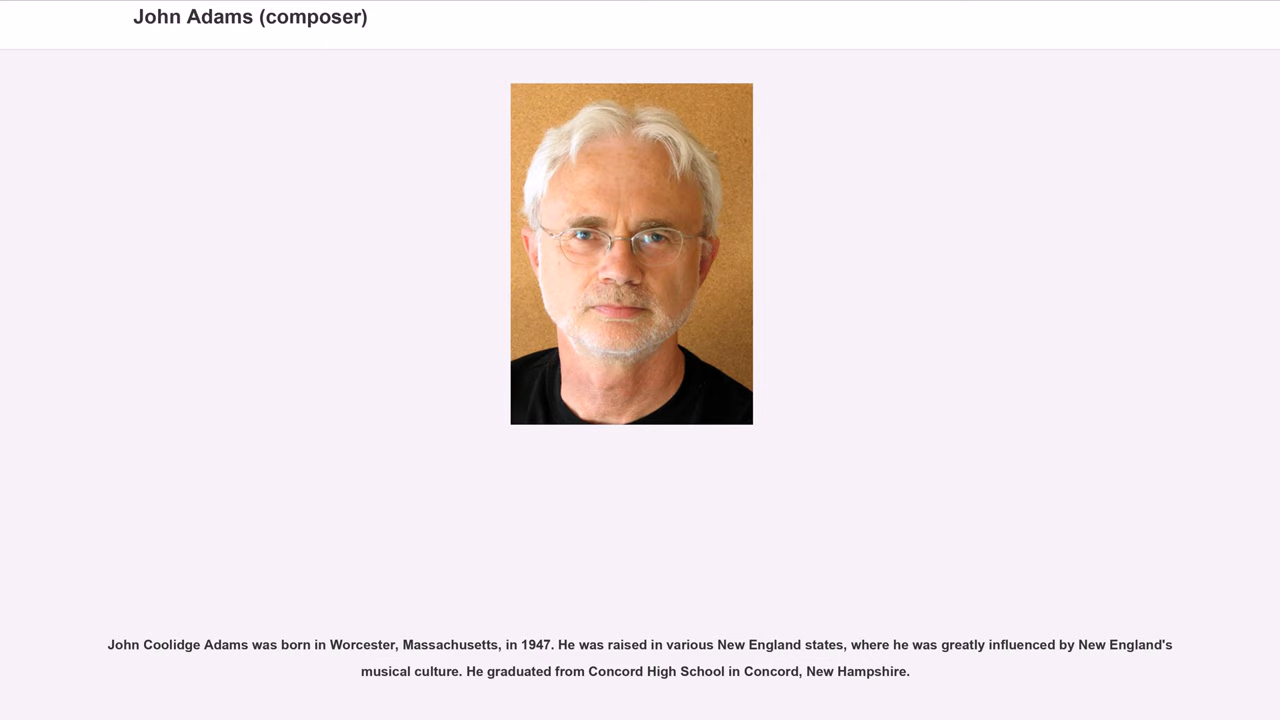 John Adams (composer)
John Coolidge Adams was born in Worcester, Massachusetts, in 1947. He was raised in various New England states, where he was greatly influenced by New England's
musical culture. He graduated from Concord High School in Concord, New Hampshire.